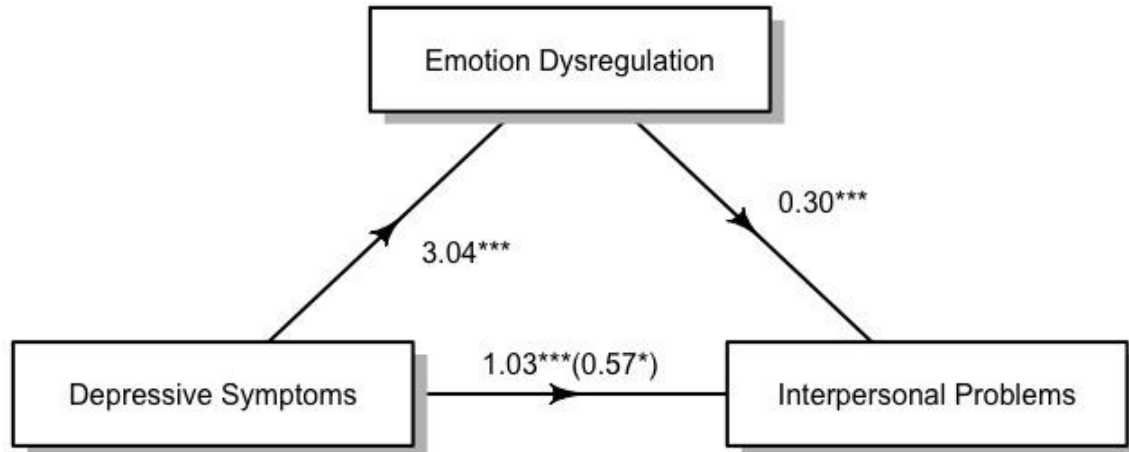 Emotion Dysregulation
0.30***
3.04***
1.03***(0.57*)
Depressive Symptoms
Interpersonal Problems